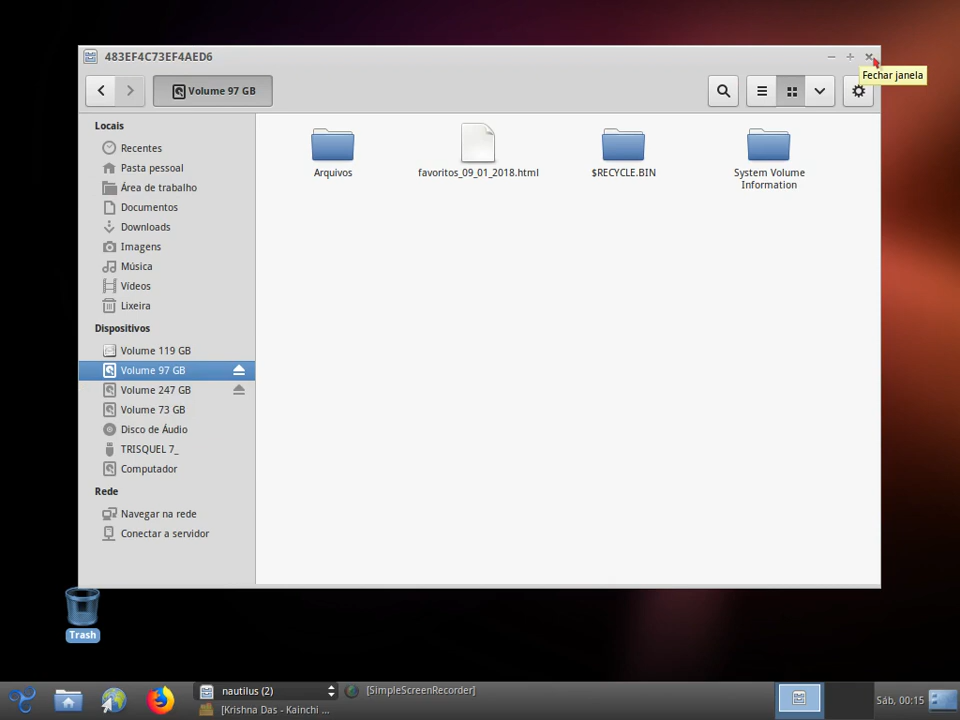 483EF4C73EF4AED6
Fechar janela
Volume 97 GB
Locais
Recentes
Pasta pessoal
Área de trabalho
Documentos
Downloads
Imagens
Música
Vídeos
Lixeira
Dispositivos
Volume 119 GB
Volume 97 GB
Volume 247 GB
Volume 73 GB
Disco de Áudio
TRISQUEL 7_
Computador
Rede
Navegar na rede
Conectar a servidor
Arquivos
favoritos_09_01_2018.html
$RECYCLE.BIN
System Volume
Information
Trash
nautilus (2)
[SimpleScreenRecorder]
[Krishna Das - Kainchi ...
Sáb, 00:15